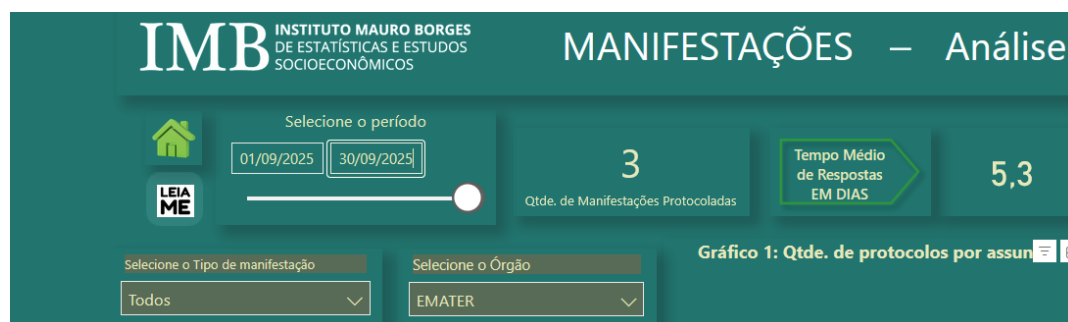 IMB INSTITUTO MAURO BORGES
DE ESTATÍSTICAS E ESTUDOS
SOCIOECONÔMICOS
MANIFESTAÇÕES – Análise
Selecione o período
01/09/2025 30/09/2025
LEIA
ME
3
Qtde. de Manifestações Protocoladas
Tempo Médio
de Respostas
EM DIAS
5,3
Selecione o Tipo de manifestação
Todos
Selecione o Órgão
EMATER
Gráfico 1: Qtde. de protocolos por assun